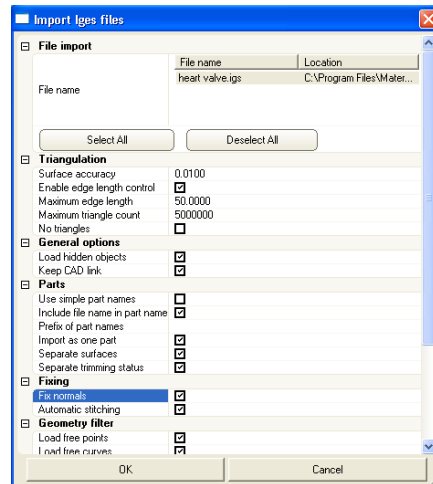 Import Iges files
File import
File name Location
heart valve.igs C:\Program Files\Mater...
File name
Select All Deselect All
Triangulation
Surface accuracy 0.0100
Enable edge length control
Maximum edge length 50.0000
Maximum triangle count 5000000
No triangles
General options
Load hidden objects
Keep CAD link
Parts
Use simple part names
Include file name in part name
Prefix of part names
Import as one part
Separate surfaces
Separate trimming status
Fixing
Fix normals
Automatic stitching
Geometry filter
Load free points
Load free curves
OK Cancel